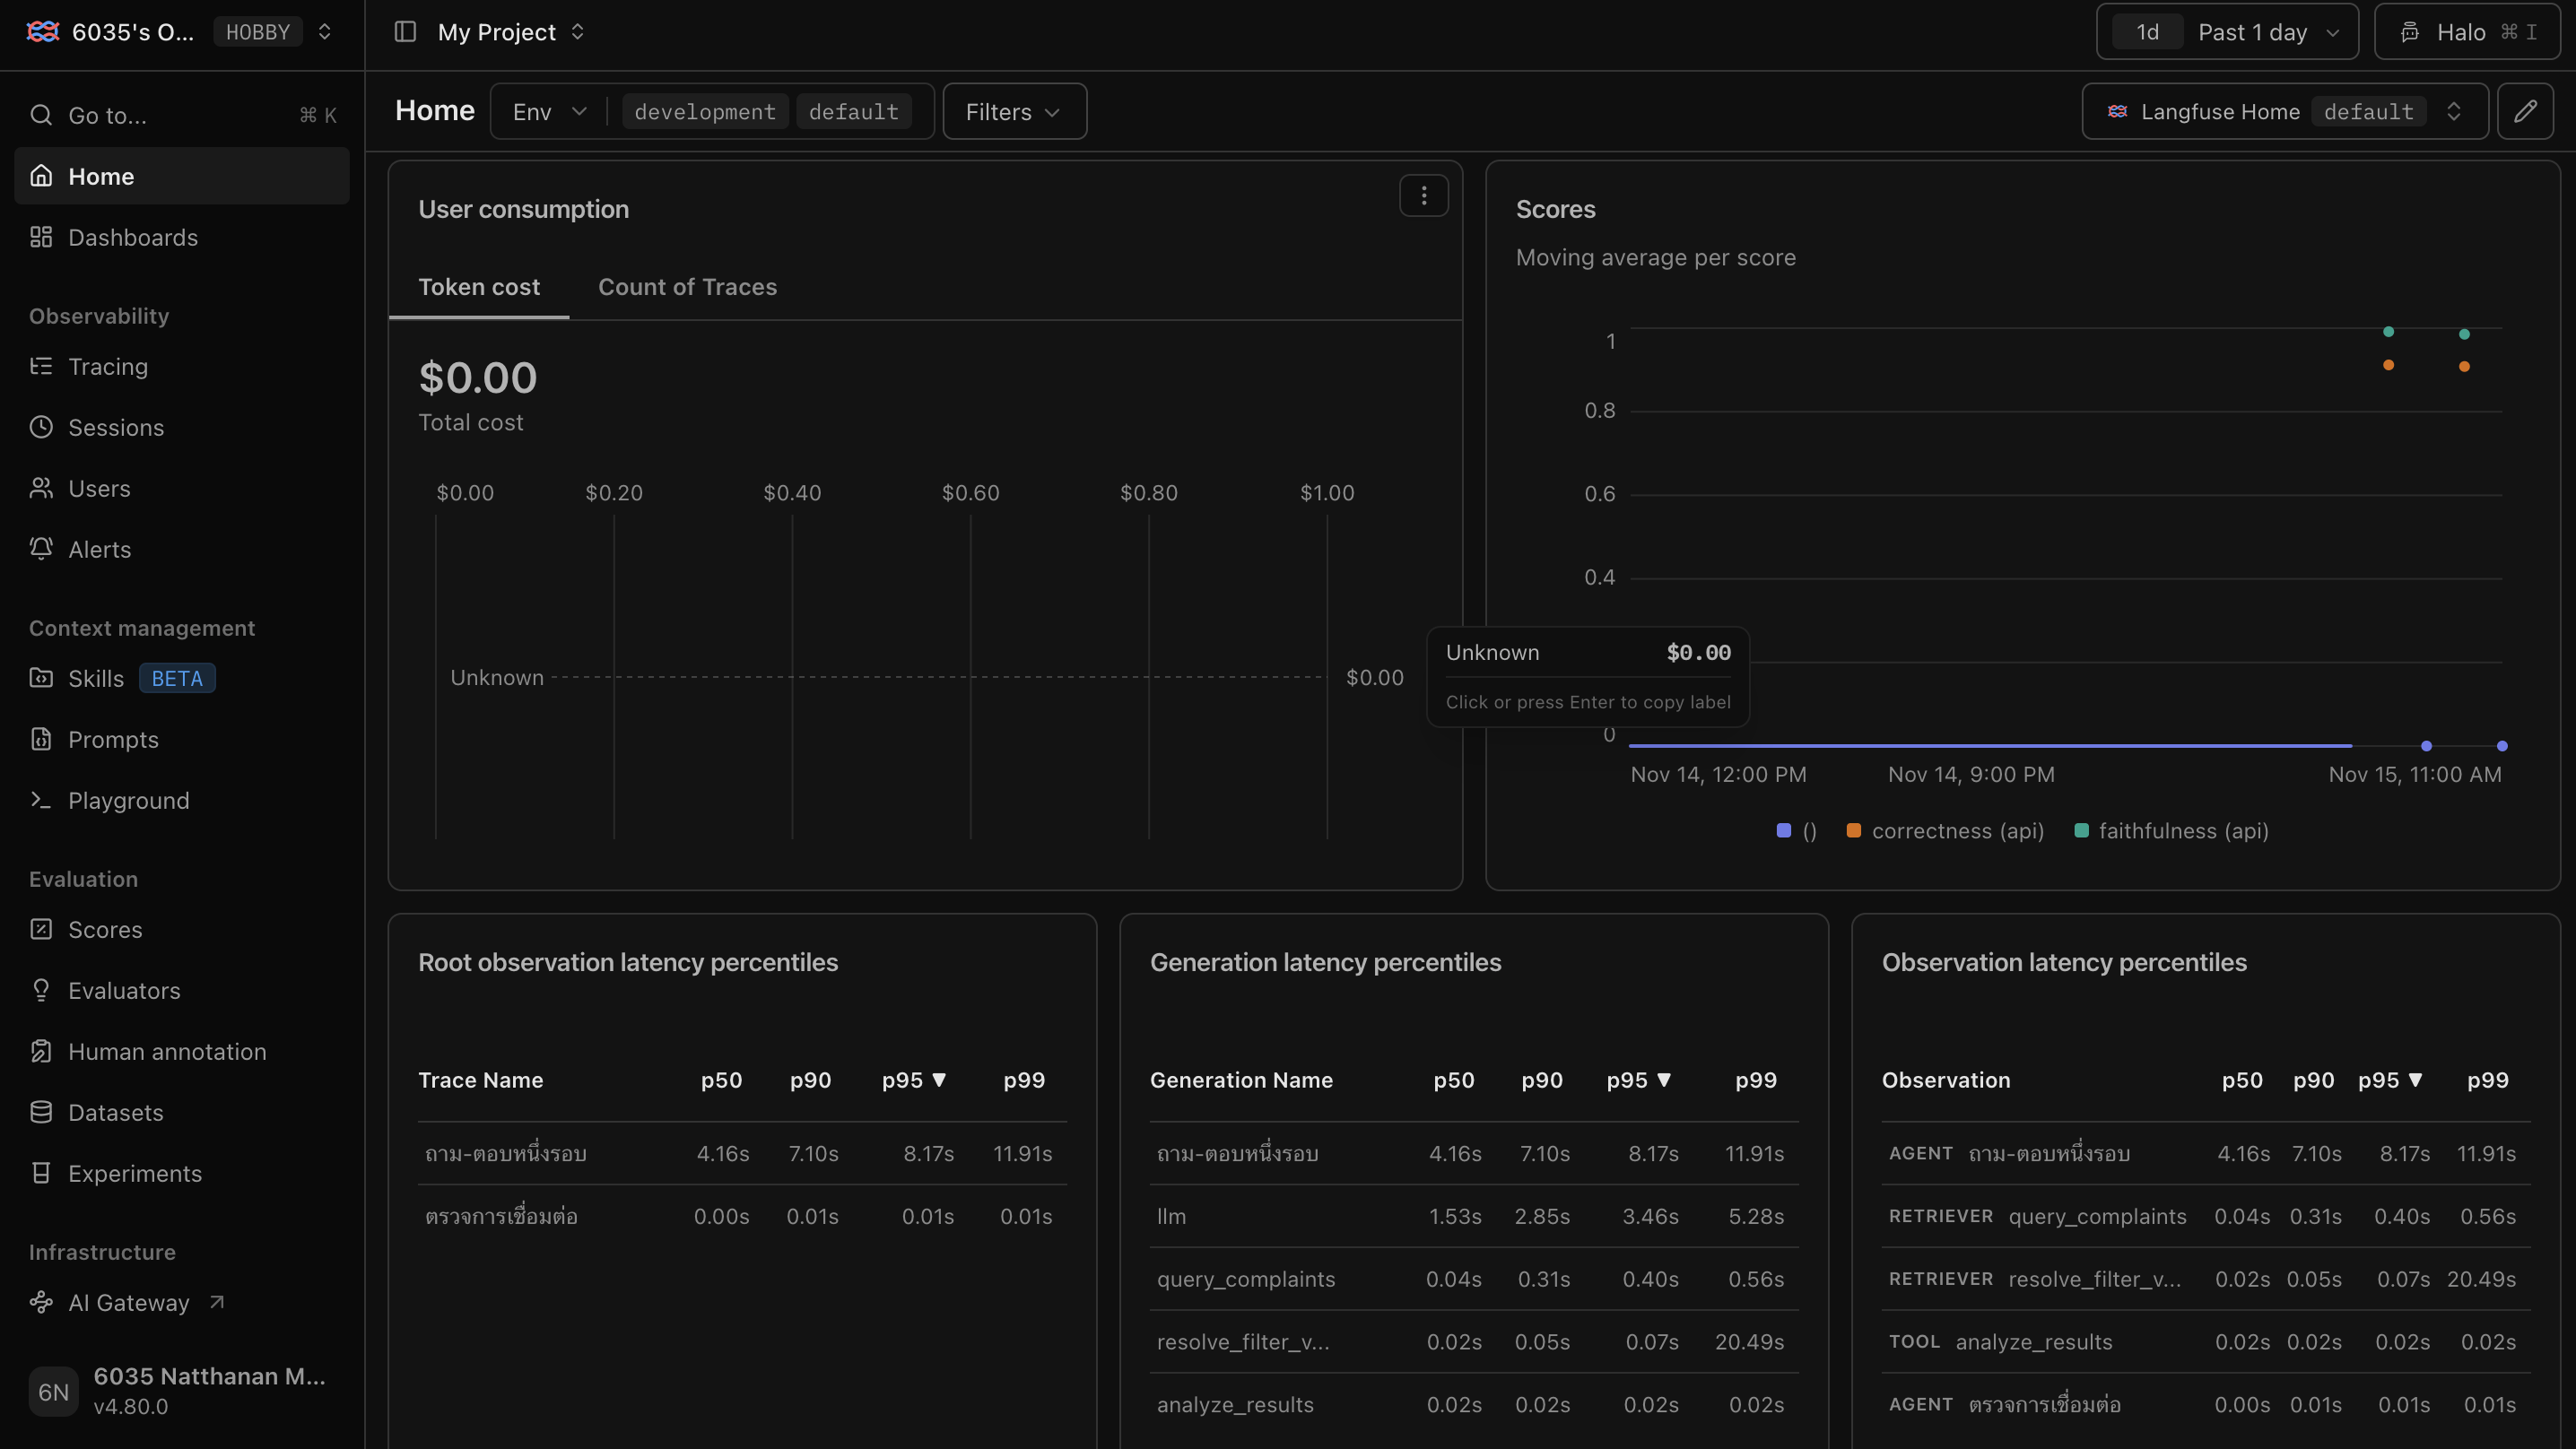 6035's O... HOBBY
Go to... ⌘ K
Home
Dashboards
Observability
Tracing
Sessions
Users
Alerts
Context management
Skills BETA
Prompts
Playground
Evaluation
Scores
Evaluators
Human annotation
Datasets
Experiments
Infrastructure
AI Gateway
6N 6035 Natthanan M...
v4.80.0
My Project
1d Past 1 day
Halo ⌘ I
Home
Env development default
Filters
Langfuse Home default
User consumption
Token cost Count of Traces
$0.00
Total cost
$0.00 $0.20 $0.40 $0.60 $0.80 $1.00
Unknown $0.00
Unknown $0.00
Click or press Enter to copy label
Scores
Moving average per score
1
0.8
0.6
0.4
0
Nov 14, 12:00 PM Nov 14, 9:00 PM Nov 15, 11:00 AM
() correctness (api) faithfulness (api)
Root observation latency percentiles
Trace Name p50 p90 p95 ▼ p99
ถาม-ตอบหนึ่งรอบ 4.16s 7.10s 8.17s 11.91s
ตรวจการเชื่อมต่อ 0.00s 0.01s 0.01s 0.01s
Generation latency percentiles
Generation Name p50 p90 p95 ▼ p99
ถาม-ตอบหนึ่งรอบ 4.16s 7.10s 8.17s 11.91s
llm 1.53s 2.85s 3.46s 5.28s
query_complaints 0.04s 0.31s 0.40s 0.56s
resolve_filter_v... 0.02s 0.05s 0.07s 20.49s
analyze_results 0.02s 0.02s 0.02s 0.02s
Observation latency percentiles
Observation p50 p90 p95 ▼ p99
AGENT ถาม-ตอบหนึ่งรอบ 4.16s 7.10s 8.17s 11.91s
RETRIEVER query_complaints 0.04s 0.31s 0.40s 0.56s
RETRIEVER resolve_filter_v... 0.02s 0.05s 0.07s 20.49s
TOOL analyze_results 0.02s 0.02s 0.02s 0.02s
AGENT ตรวจการเชื่อมต่อ 0.00s 0.01s 0.01s 0.01s